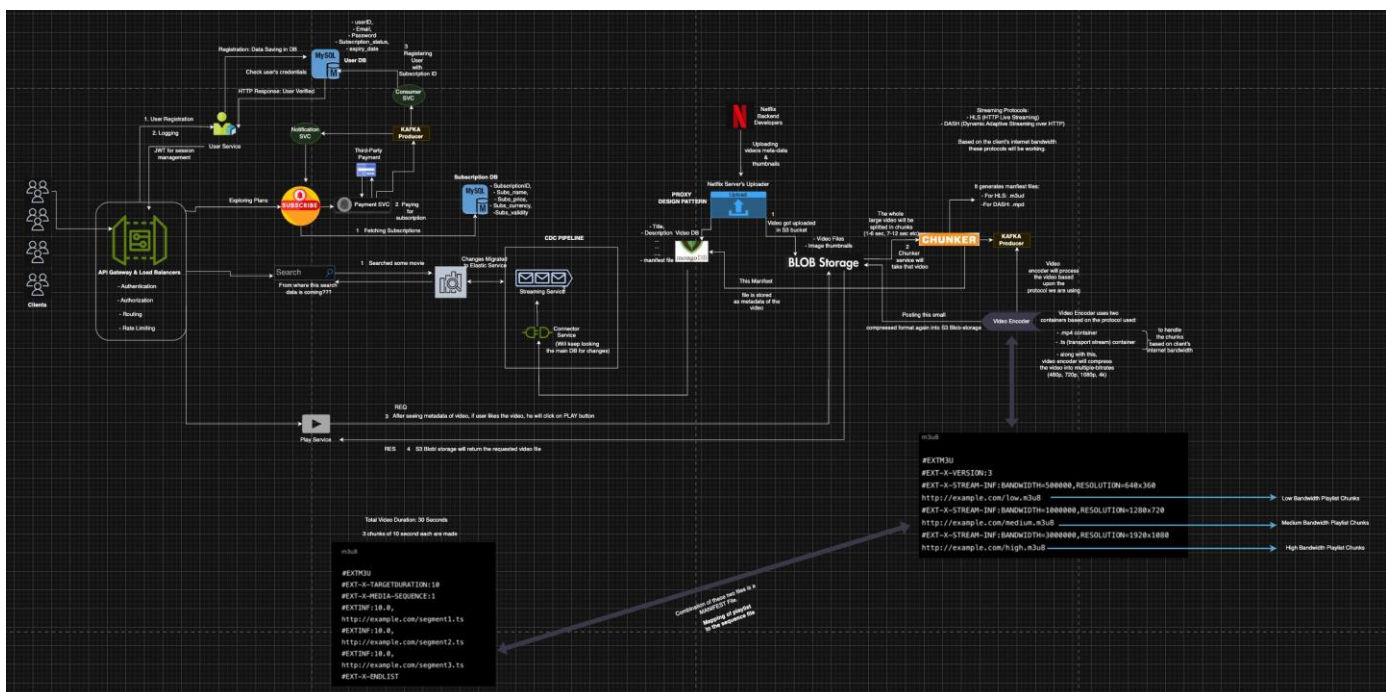 - userID,
- Email,
- Password
- Subscription_status,
- expiry_date
MySQL
User DB
Registration: Data Saving in DB
Check user's credentials
HTTP Response: User Verified
3
Registering
User
with
Subscription ID
Consumer
SVC
Notification
SVC
KAFKA
Producer
1. User Registration
2. Logging
JWT for session
management
User Service
Third-Party
Payment
Exploring Plans
SUBSCRIBE
Payment SVC
2. Paying
for
subscription
Subscription DB
MySQL
- SubscriptionID,
- Subs_name,
- Subs_price,
- Subs_currency,
-Subs_validity
1 Fetching Subscriptions
Clients
API Gateway & Load Balancers
- Authentication
- Authorization
- Routing
- Rate Limiting
Search
From where this search
data is coming???
1 Searched some movie
Changes Migrated
to Elastic Service
CDC PIPELINE
Streaming Service
Connector
Service
(Will keep looking
the main DB for changes)
REQ
3 After seeing metadata of video, if user likes the video, he will click on PLAY button
Play Service
RES 4 S3 Blobl storage will return the requested video file
Netflix
Backend
Developers
Uploading
videos meta-data
&
thumbnails
Netflix Server's Uploader
PROXY
DESIGN PATTERN
Upload
1
Video got uploaded
in S3 bucket
- Title,
- Description
- manifest file
Video DB
mongoDB
- Video Files
- Image thumbnails
BLOB Storage
The whole
large video will be
splitted in chunks
(1-6 sec, 7-12 sec etc)
2
Chunker
service will
take that video
CHUNKER
KAFKA
Producer
Streaming Protocols:
- HLS (HTTP Live Streaming)
- DASH (Dynamic Adaptive Streaming over HTTP)
Based on the client's internet bandwidth
these protocols will be working.
It generates manifest files:
- For HLS: .m3u8
-For DASH: .mpd
This Manifest
file is stored
as metadata of the
video
Posting this small
compressed format again into S3 Blob-storage
Video
encoder will process
the video based
upon the
protocol we are using
Video Encoder
Video Encoder uses two
containers based on the protocol used:
- .mp4 container
- .ts (transport stream) container
- along with this,
video encoder will compress
the video into multiple-bitrates
(480p, 720p, 1080p, 4k)
to handle
the chunks
based on client's
internet bandwidth
m3u8
#EXTM3U
#EXT-X-VERSION:3
#EXT-X-STREAM-INF:BANDWIDTH=500000,RESOLUTION=640x360
http://example.com/low.m3u8
#EXT-X-STREAM-INF:BANDWIDTH=1000000,RESOLUTION=1280x720
http://example.com/medium.m3u8
#EXT-X-STREAM-INF:BANDWIDTH=3000000,RESOLUTION=1920x1080
http://example.com/high.m3u8
Low Bandwidth Playlist Chunks
Medium Bandwidth Playlist Chunks
High Bandwidth Playlist Chunks
Total Video Duration: 30 Seconds
3 chunks of 10 second each are made
m3u8
#EXTM3U
#EXT-X-TARGETDURATION:10
#EXT-X-MEDIA-SEQUENCE:1
#EXTINF:10.0,
http://example.com/segment1.ts
#EXTINF:10.0,
http://example.com/segment2.ts
#EXTINF:10.0,
http://example.com/segment3.ts
#EXT-X-ENDLIST
Combination of these two files is a
MANIFEST File.
Mapping of playlist
to the sequence file